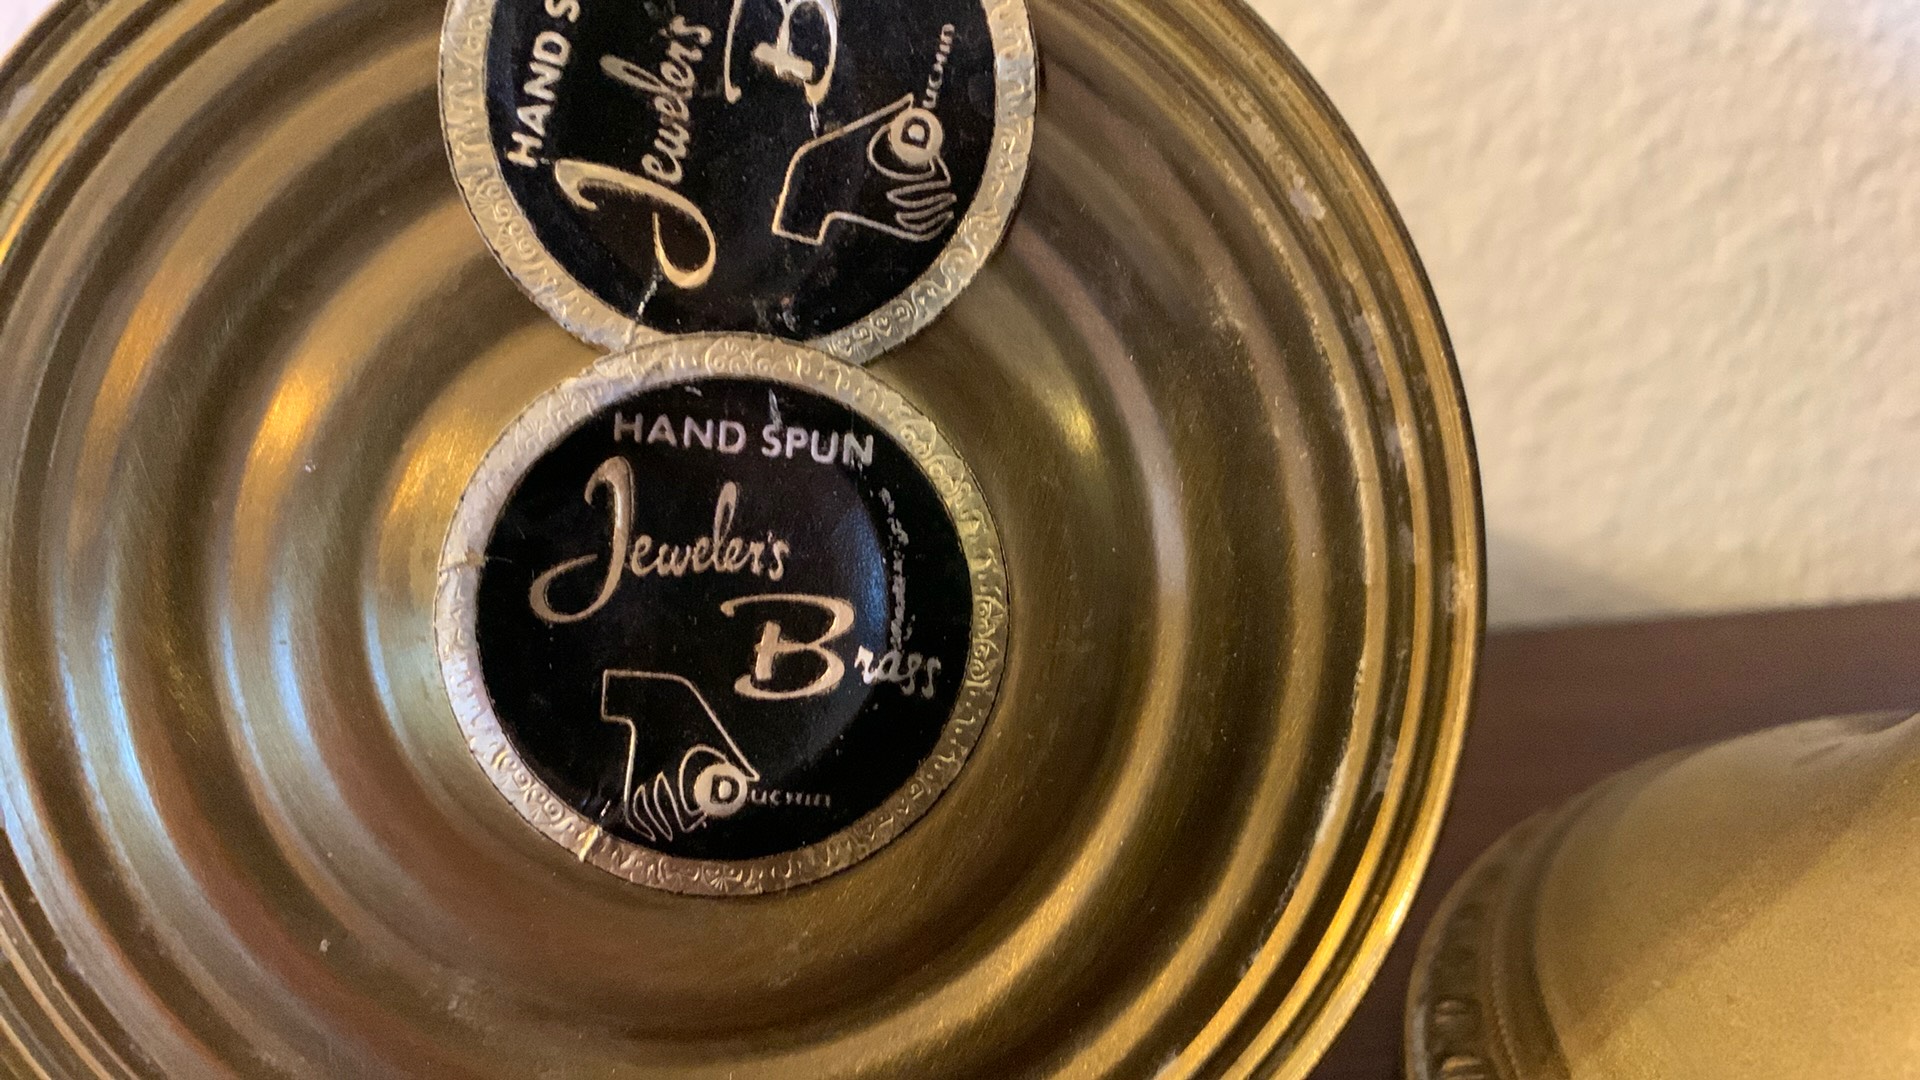 HAND S
Jeweler's
B
DUCHIN
HAND SPUN
Jeweler's
Brass
DUCHIN